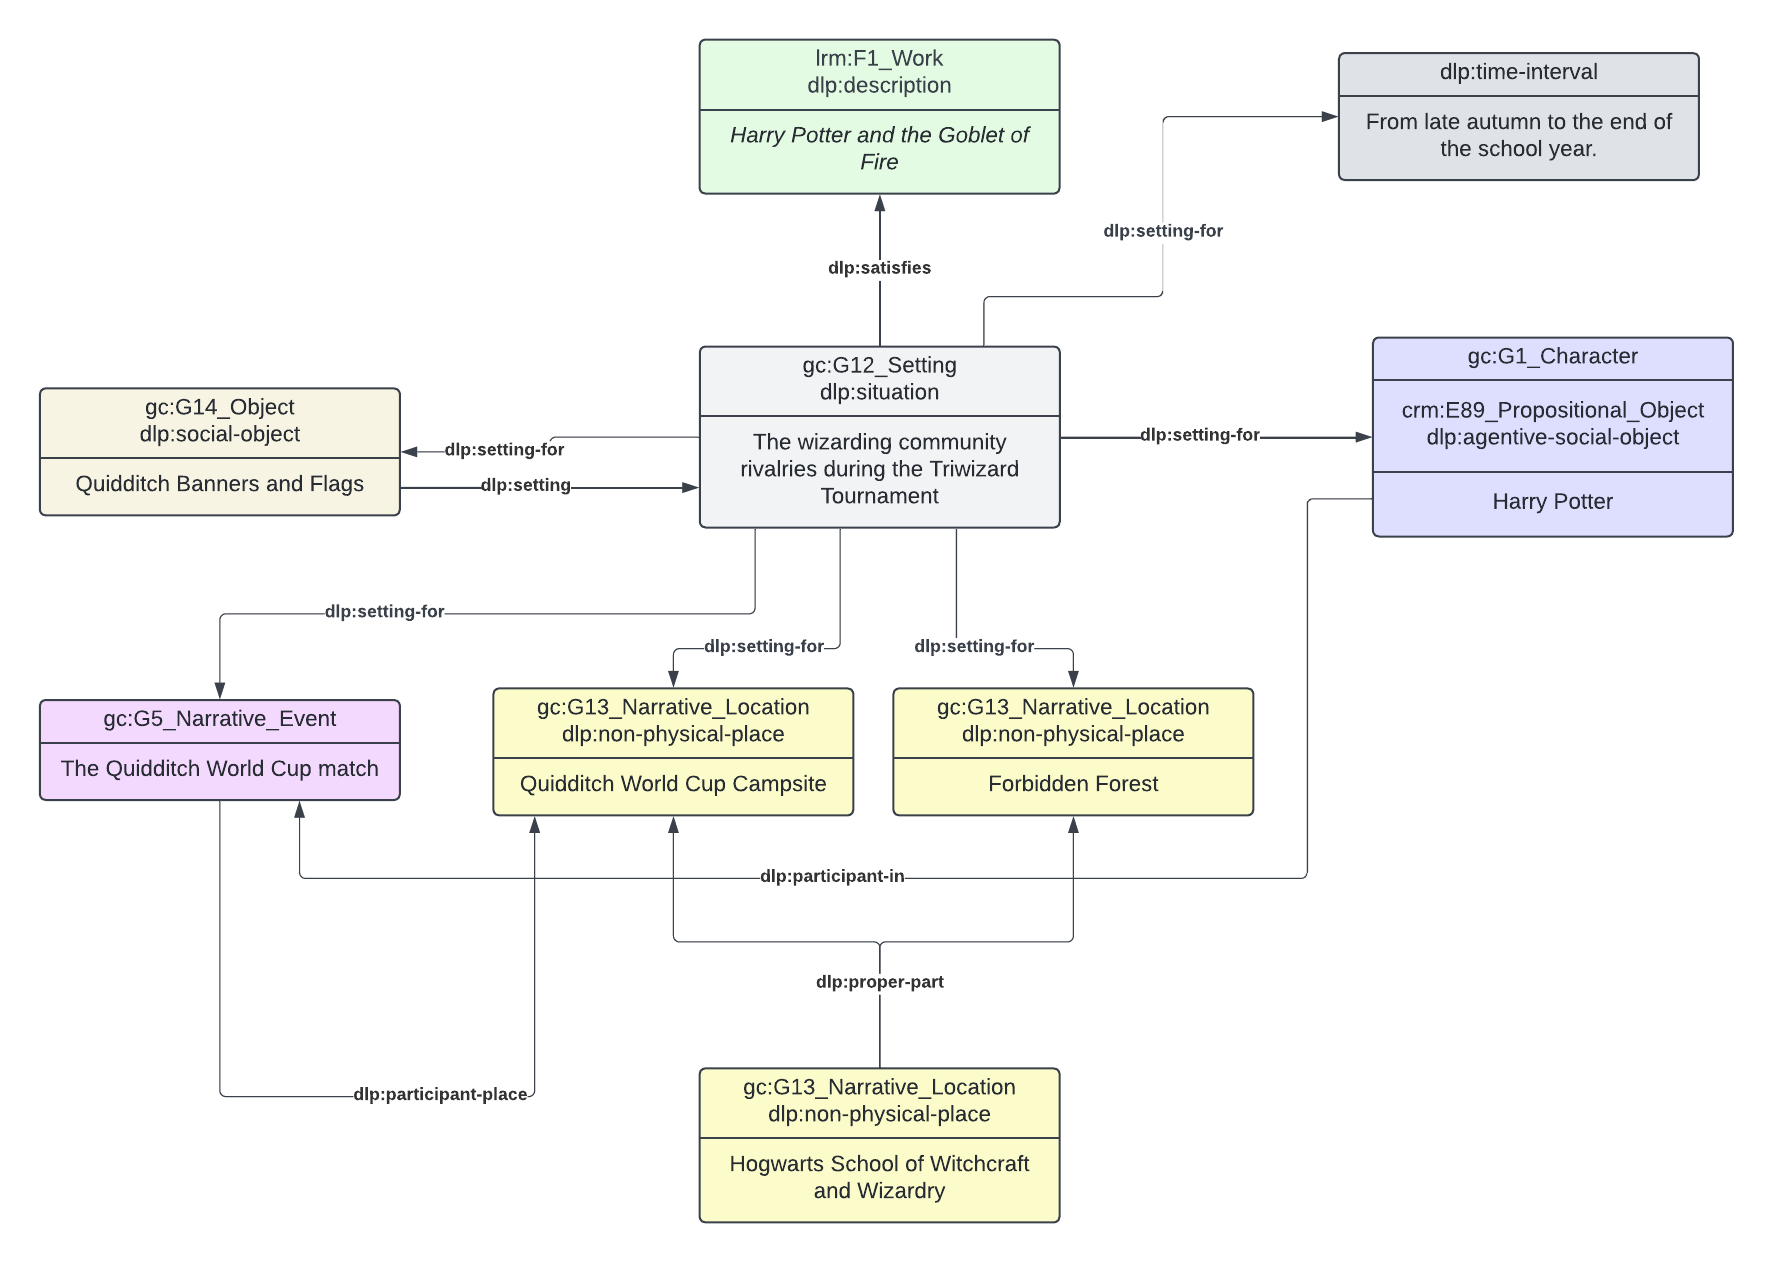 lrm:F1_Work
dlp:description
Harry Potter and the Goblet of
Fire
dlp:time-interval
From late autumn to the end of
the school year.
dlp:setting-for
dlp:satisfies
gc:G12_Setting
dlp:situation
The wizarding community
rivalries during the Triwizard
Tournament
gc:G1_Character
crm:E89_Propositional_Object
dlp:agentive-social-object
Harry Potter
gc:G14_Object
dlp:social-object
Quidditch Banners and Flags
dlp:setting-for
dlp:setting
dlp:setting-for
dlp:setting-for
dlp:setting-for
dlp:setting-for
gc:G5_Narrative_Event
The Quidditch World Cup match
gc:G13_Narrative_Location
dlp:non-physical-place
Quidditch World Cup Campsite
gc:G13_Narrative_Location
dlp:non-physical-place
Forbidden Forest
dlp:participant-in
dlp:proper-part
dlp:participant-place
gc:G13_Narrative_Location
dlp:non-physical-place
Hogwarts School of Witchcraft
and Wizardry